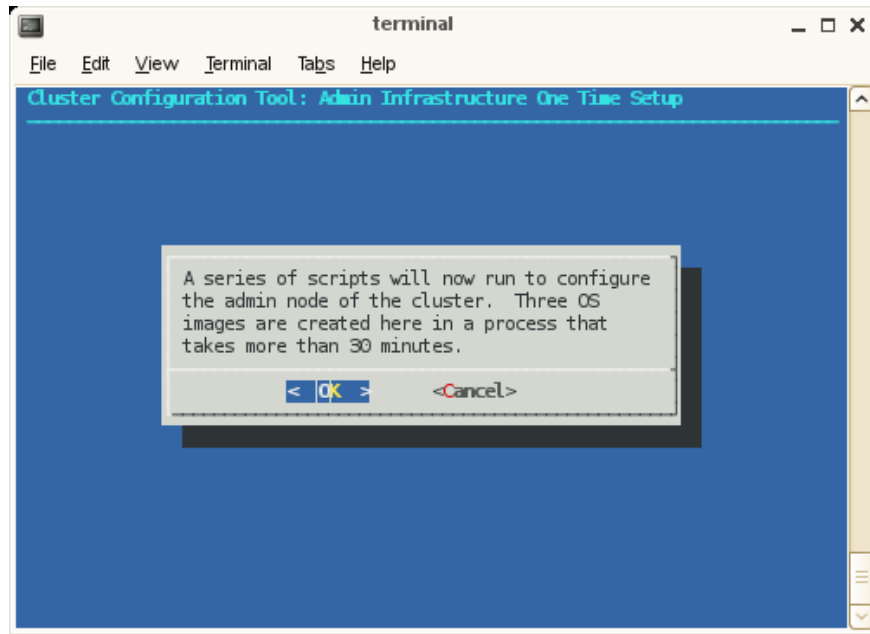 terminal
File Edit View Terminal Tabs Help
Cluster Configuration Tool: Admin Infrastructure One Time Setup
A series of scripts will now run to configure
the admin node of the cluster.  Three OS
images are created here in a process that
takes more than 30 minutes.
< OK > <Cancel>